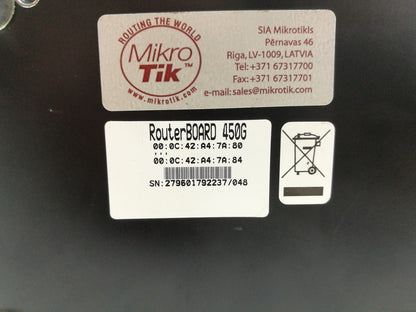 ROUTING THE WORLD
Mikro
Tik
www.mikrotik.com
SIA Mikrotikls
Pērnavas 46
Riga, LV-1009, LATVIA
Tel:+371 67317700
Fax:+371 67317701
e-mail: sales@mikrotik.com
RouterBOARD 450G
00:0C:42:A4:7A:80
...
00:0C:42:A4:7A:84
SN:279601792237/048